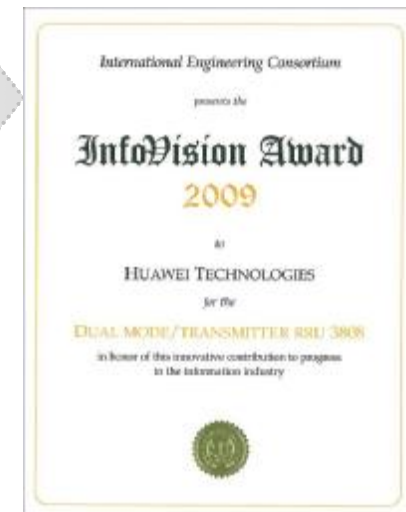 International Engineering Consortium
presents the
InfoVision Award
2009
to
HUAWEI TECHNOLOGIES
for the
DUAL MODE/TRANSMITTER RRU 3808
in honor of this innovative contribution to progress
in the information industry